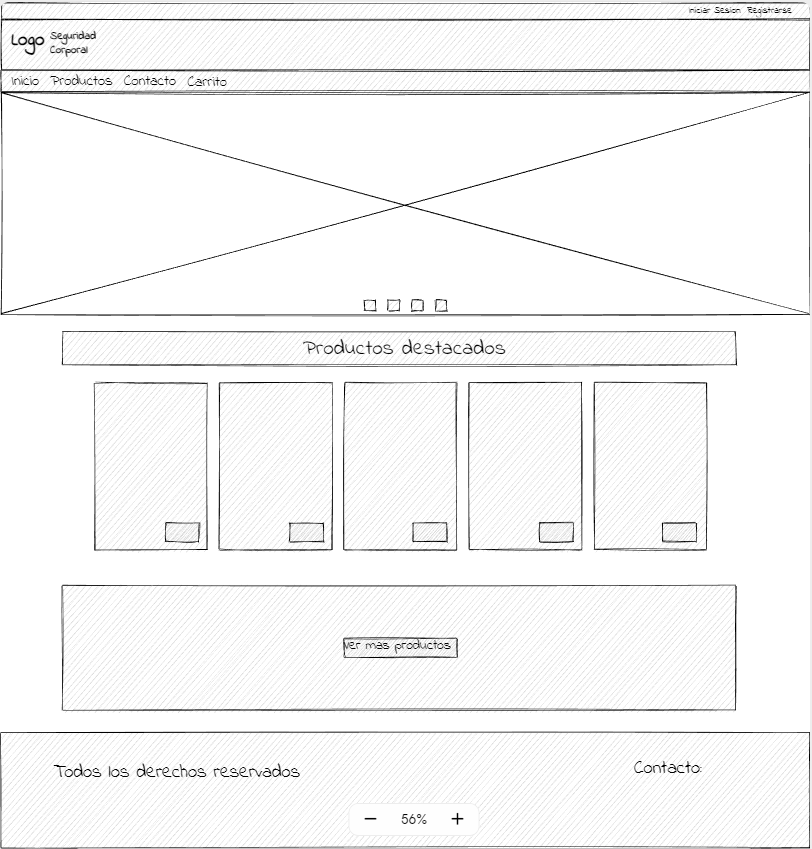 Iniciar Sesion Registrarse
Logo
Seguridad
Corporal
Inicio Productos Contacto Carrito
Productos destacados
ver mas productos
Todos los derechos reservados
Contacto:
− 56% +